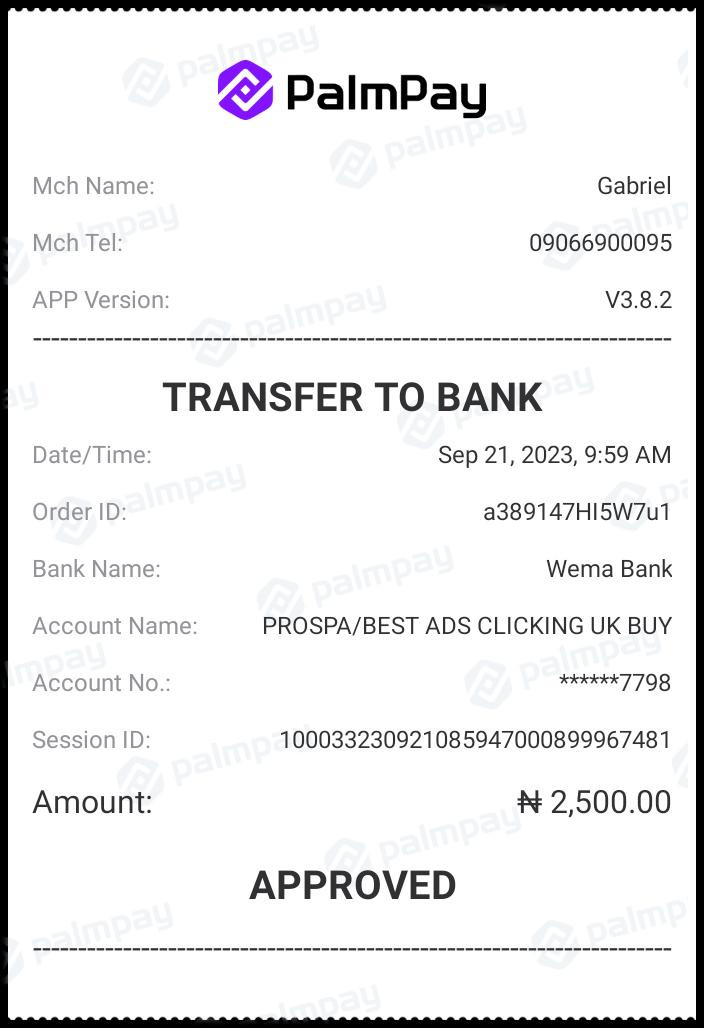 PalmPay
Mch Name: Gabriel
Mch Tel: 09066900095
APP Version: V3.8.2
TRANSFER TO BANK
Date/Time: Sep 21, 2023, 9:59 AM
Order ID: a389147HI5W7u1
Bank Name: Wema Bank
Account Name: PROSPA/BEST ADS CLICKING UK BUY
Account No.: ******7798
Session ID: 100033230921085947000899967481
Amount: ₦ 2,500.00
APPROVED